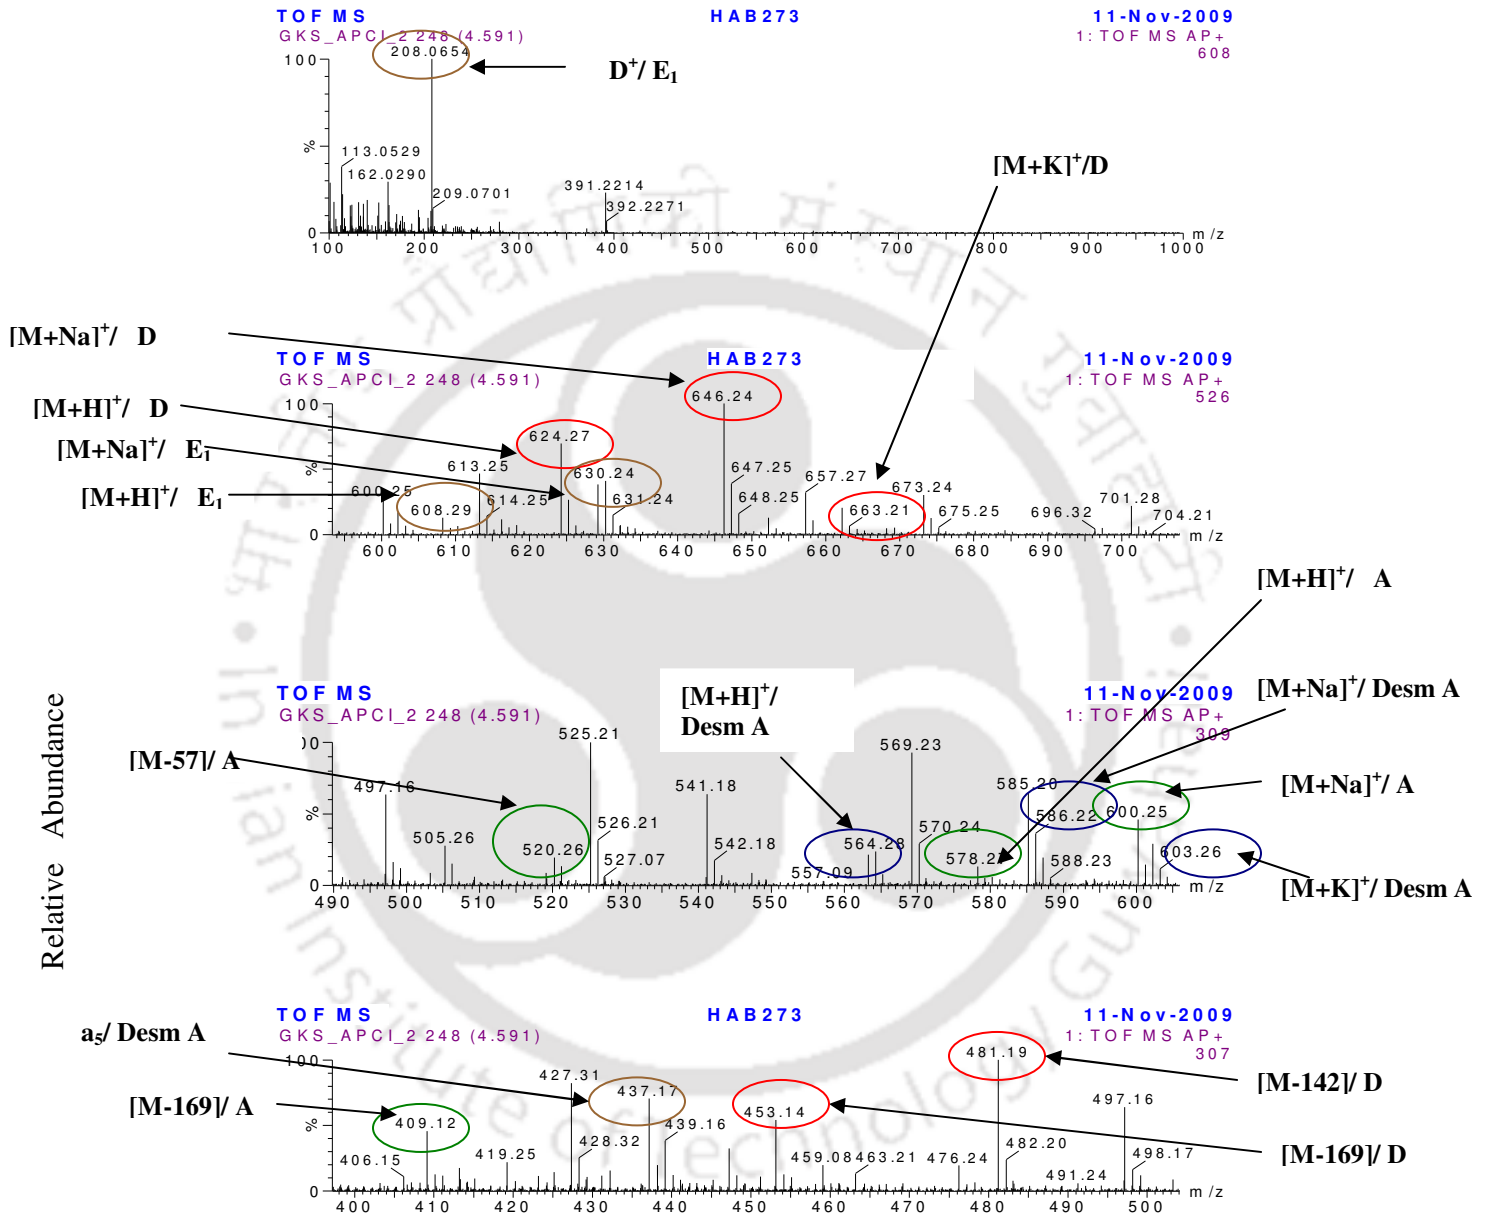 TOF MS HAB273 11-Nov-2009
GKS_APCI_2 248 (4.591) 1: TOF MS AP+
608
208.0654
D⁺/ E₁
100
%
0
113.0529
162.0290
209.0701
391.2214
392.2271
100 200 300 400 500 600 700 800 900 1000 m/z
[M+K]⁺/D
[M+Na]⁺/ D
[M+H]⁺/ D
[M+Na]⁺/ E₁
[M+H]⁺/ E₁
TOF MS HAB273 11-Nov-2009
GKS_APCI_2 248 (4.591) 1: TOF MS AP+
526
100
%
0
600.25
608.29
613.25
614.25
624.27
630.24
631.24
646.24
647.25
648.25
657.27
663.21
673.24
675.25
696.32
701.28
704.21
600 610 620 630 640 650 660 670 680 690 700 m/z
[M+H]⁺/ A
[M+H]⁺/
Desm A
[M+Na]⁺/ Desm A
[M-57]/ A
[M+Na]⁺/ A
[M+K]⁺/ Desm A
Relative Abundance
TOF MS 11-Nov-2009
GKS_APCI_2 248 (4.591) 1: TOF MS AP+
309
00
%
0
497.16
505.26
520.26
525.21
526.21
527.07
541.18
542.18
557.09
564.28
569.23
570.24
578.27
585.20
586.22
588.23
600.25
603.26
490 500 510 520 530 540 550 560 570 580 590 600 m/z
a₅/ Desm A
[M-169]/ A
[M-142]/ D
[M-169]/ D
TOF MS HAB273 11-Nov-2009
GKS_APCI_2 248 (4.591) 1: TOF MS AP+
307
100
%
0
406.15
409.12
419.25
427.31
428.32
437.17
439.16
453.14
459.08
463.21
476.24
481.19
482.20
491.24
497.16
498.17
400 410 420 430 440 450 460 470 480 490 500 m/z
Indian Institute of Technology Guwahati